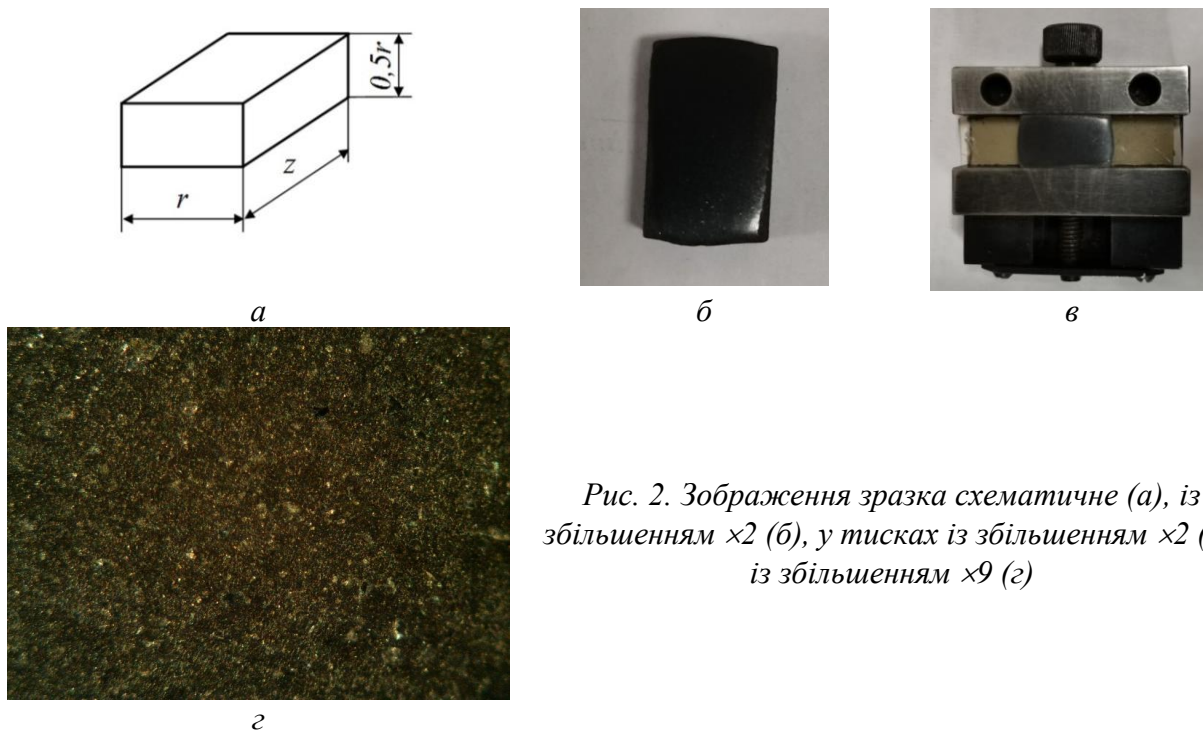 0,5r
z
r
а
б
в
г
Рис. 2. Зображення зразка схематичне (а), із
збільшенням ×2 (б), у тисках із збільшенням ×2 (
із збільшенням ×9 (г)